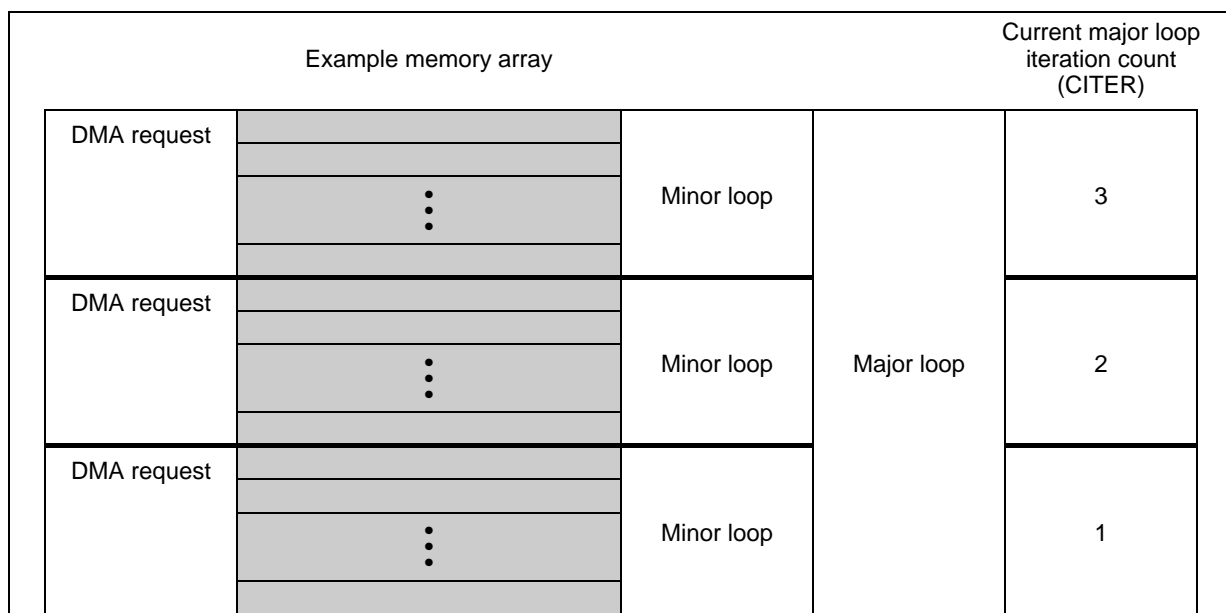 Example memory array
Current major loop
iteration count
(CITER)
DMA request
Minor loop
3
DMA request
Minor loop
Major loop
2
DMA request
Minor loop
1